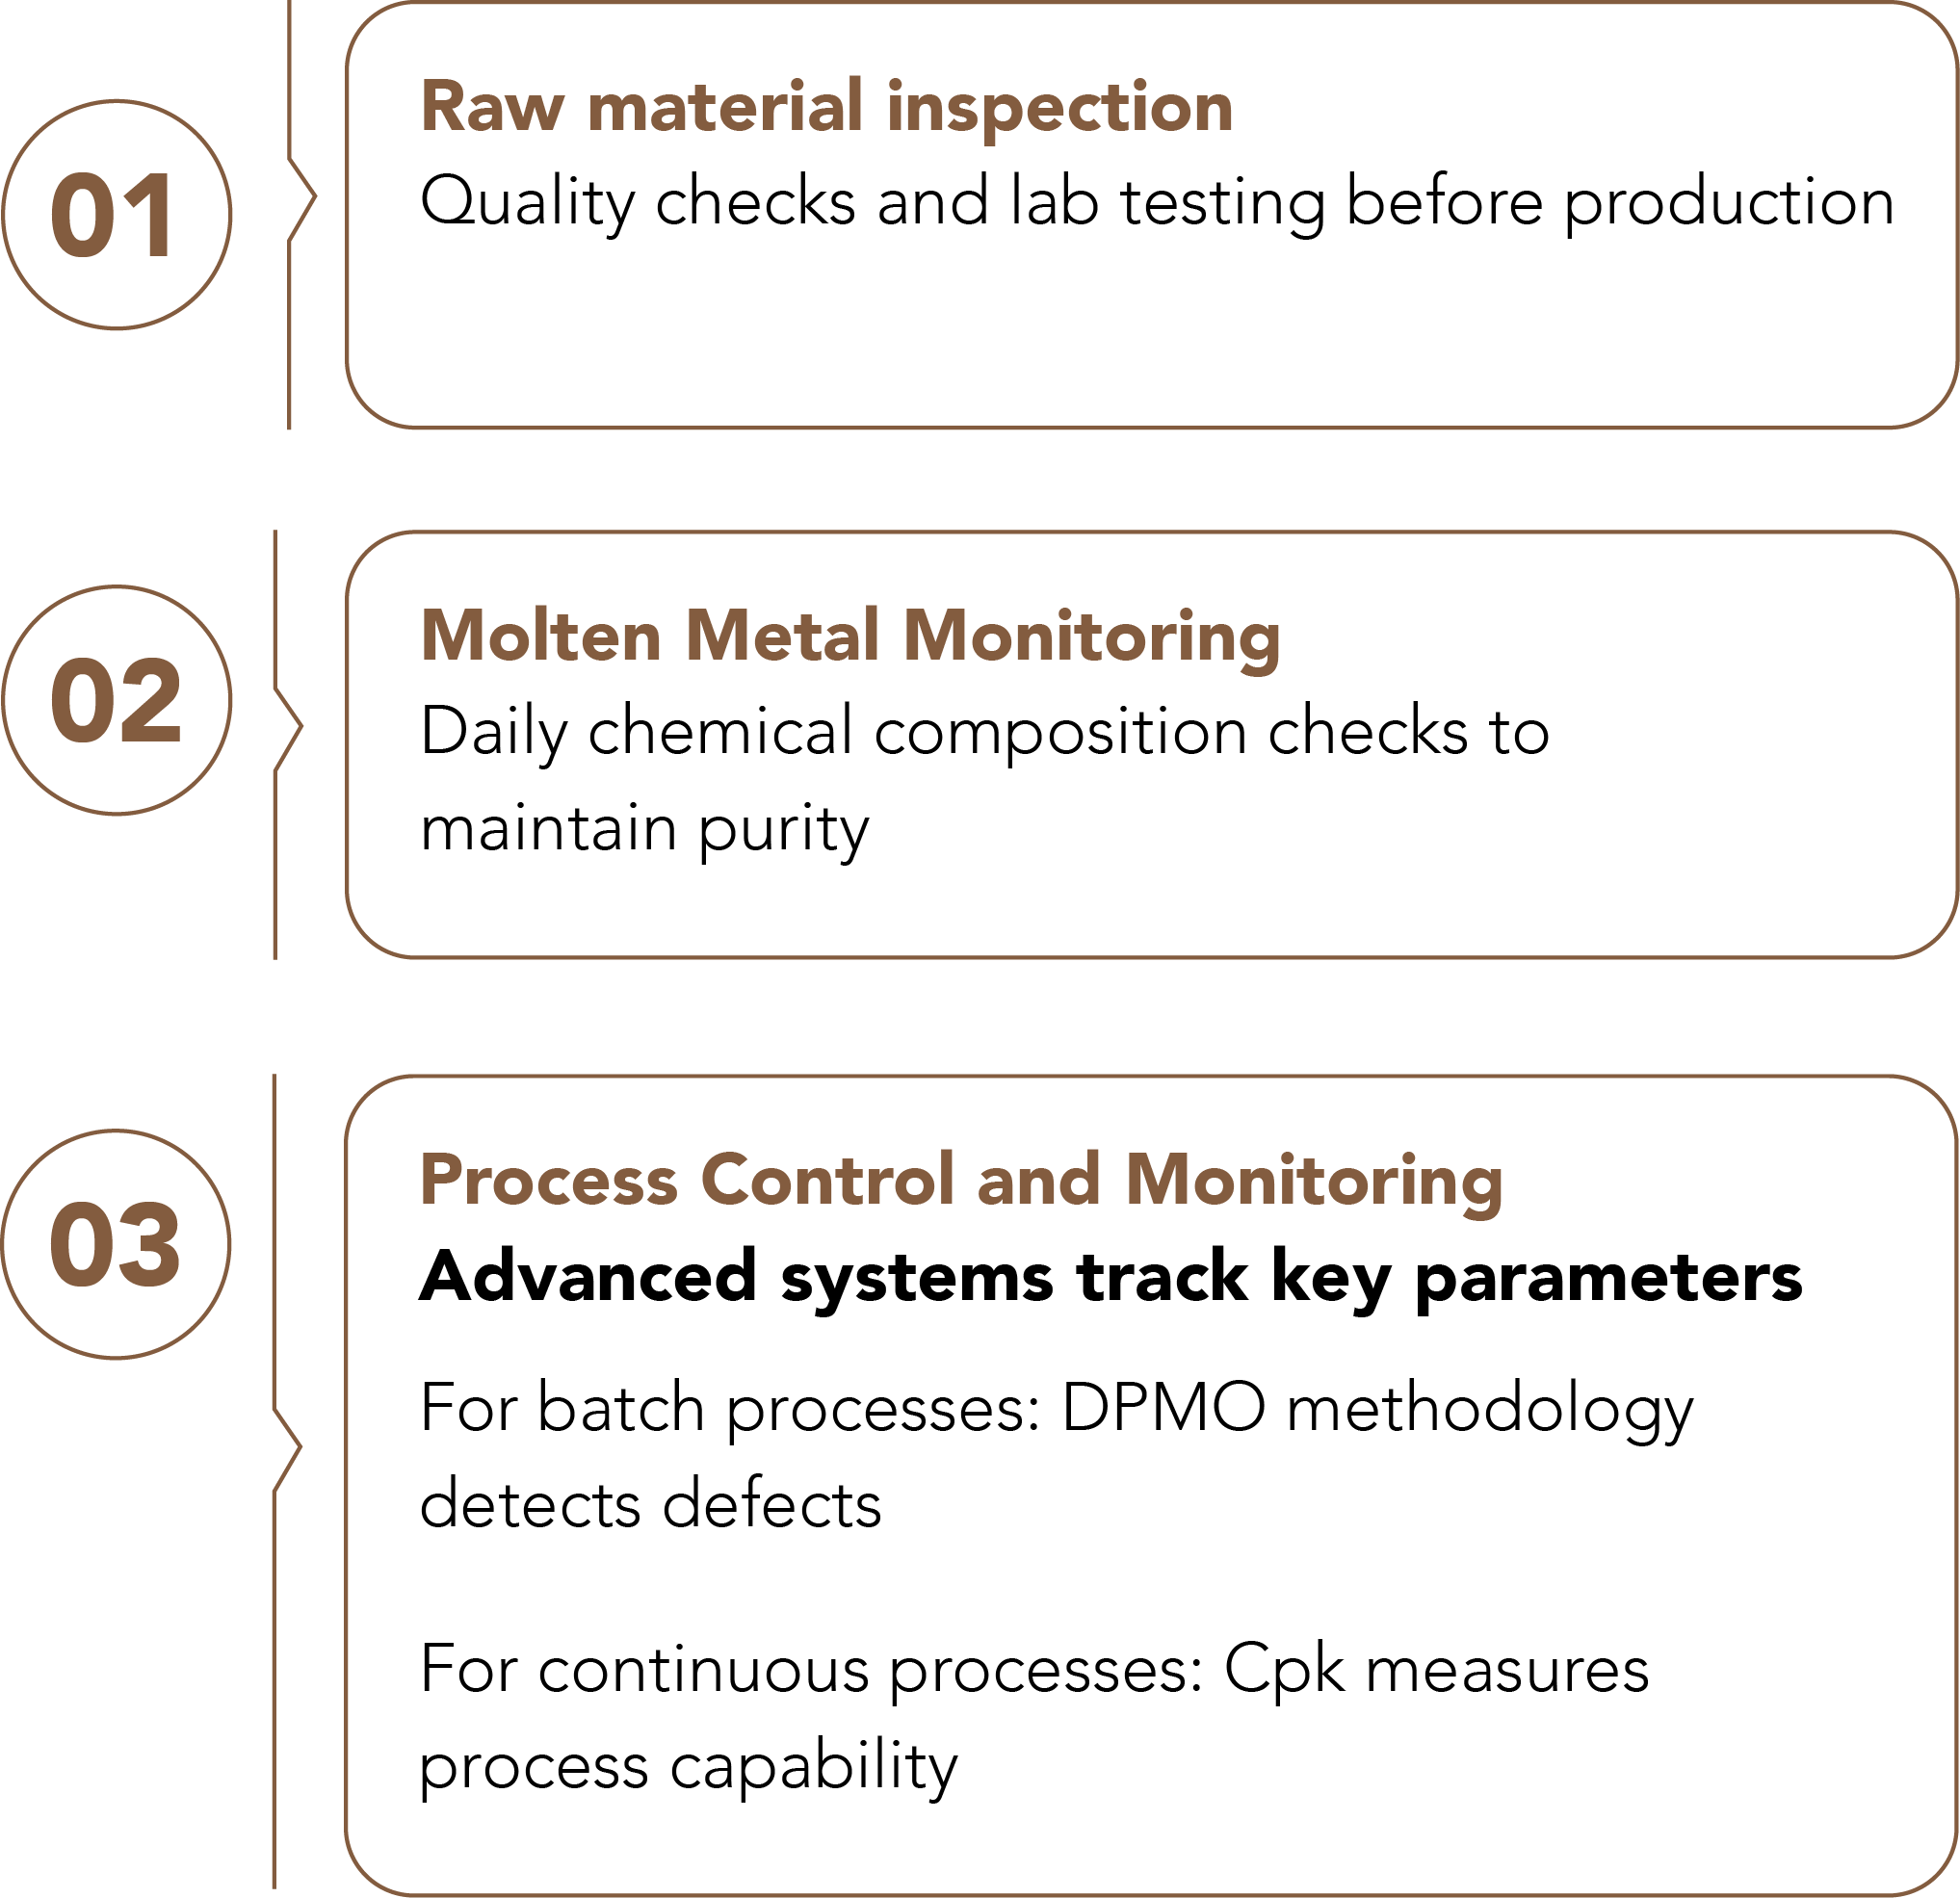 01
Raw material inspection
Quality checks and lab testing before production
02
Molten Metal Monitoring
Daily chemical composition checks to
maintain purity
03
Process Control and Monitoring
Advanced systems track key parameters
For batch processes: DPMO methodology
detects defects
For continuous processes: Cpk measures
process capability